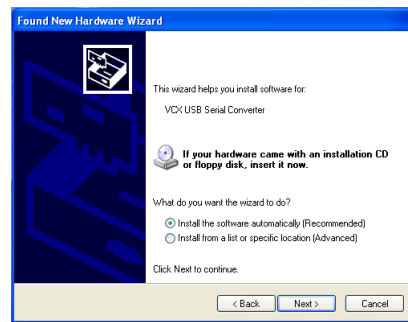 Found New Hardware Wizard
This wizard helps you install software for:
VCX USB Serial Converter
If your hardware came with an installation CD
or floppy disk, insert it now.
What do you want the wizard to do?
Install the software automatically (Recommended)
Install from a list or specific location (Advanced)
Click Next to continue.
< Back Next > Cancel